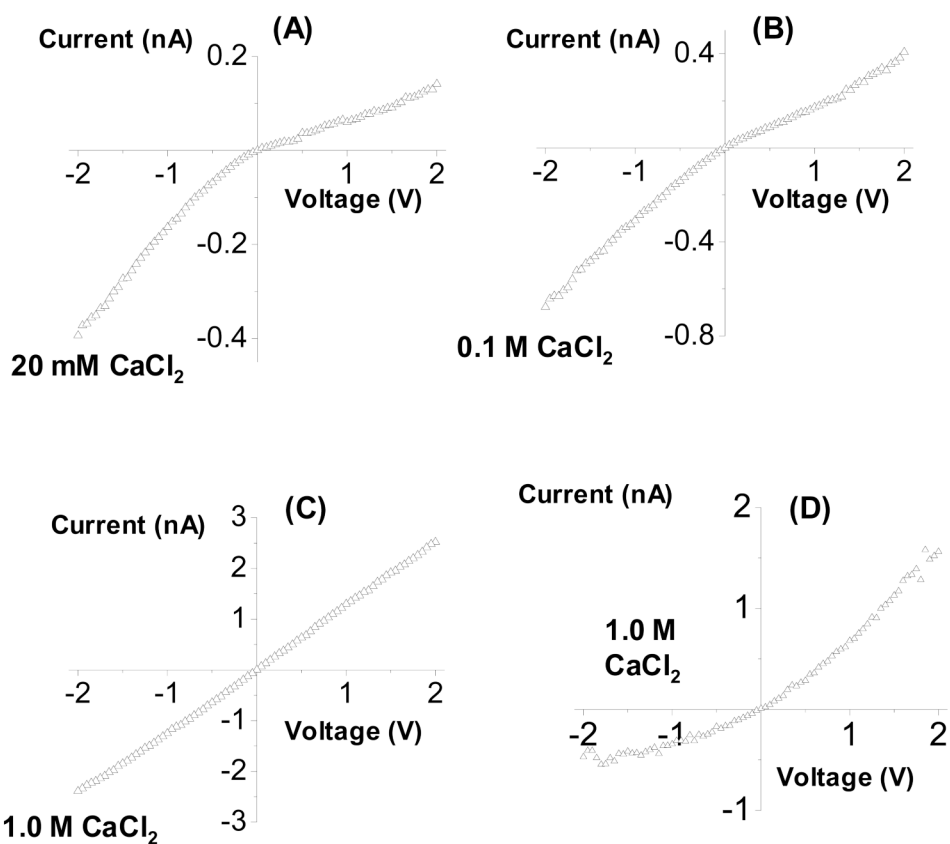 (A)
Current (nA)
0.2
-2
-1
1
2
Voltage (V)
-0.2
-0.4
20 mM CaCl₂
(B)
Current (nA)
0.4
-2
-1
1
2
Voltage (V)
-0.4
-0.8
0.1 M CaCl₂
(C)
Current (nA)
3
2
1
-2
-1
1
2
-1
Voltage (V)
-2
-3
1.0 M CaCl₂
Current (nA)
2
(D)
1
1.0 M
CaCl₂
-2
-1
1
2
Voltage (V)
-1